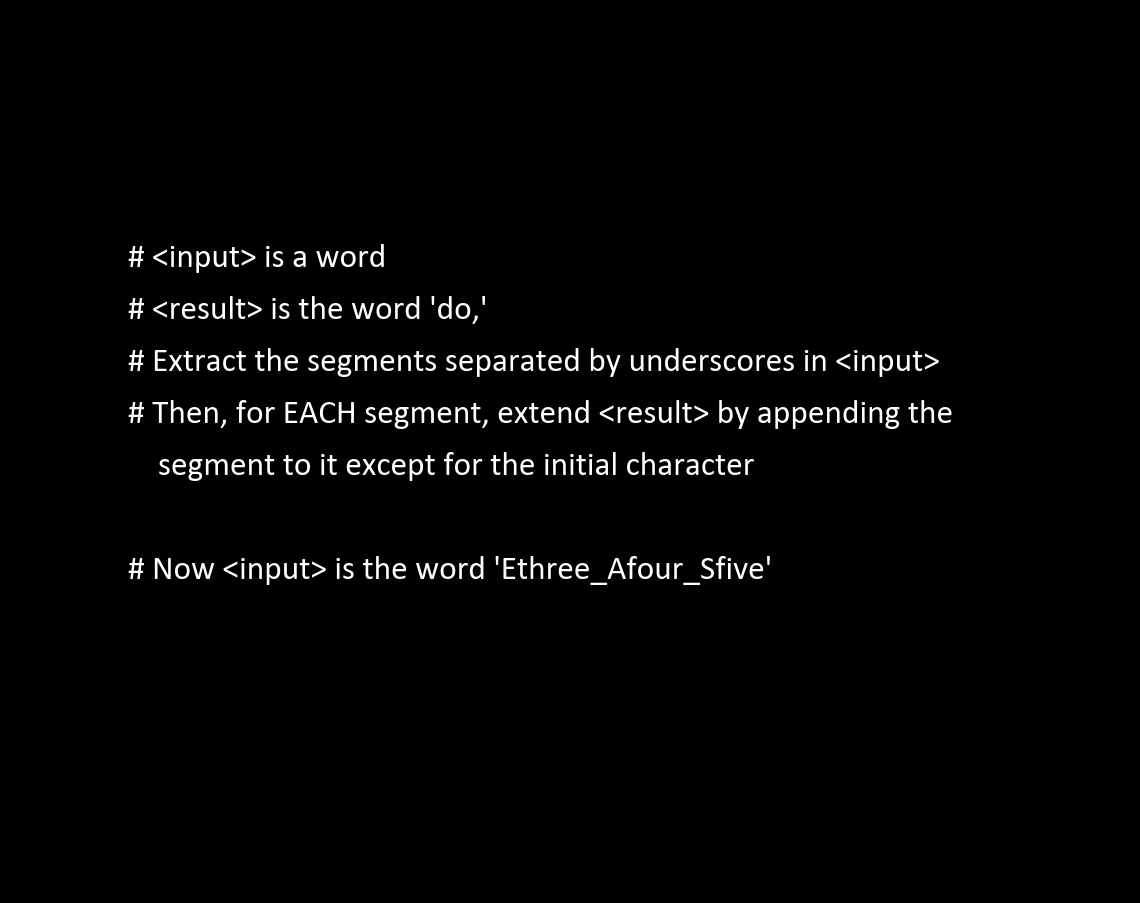 # <input> is a word
# <result> is the word 'do,'
# Extract the segments separated by underscores in <input>
# Then, for EACH segment, extend <result> by appending the
segment to it except for the initial character
# Now <input> is the word 'Ethree_Afour_Sfive'